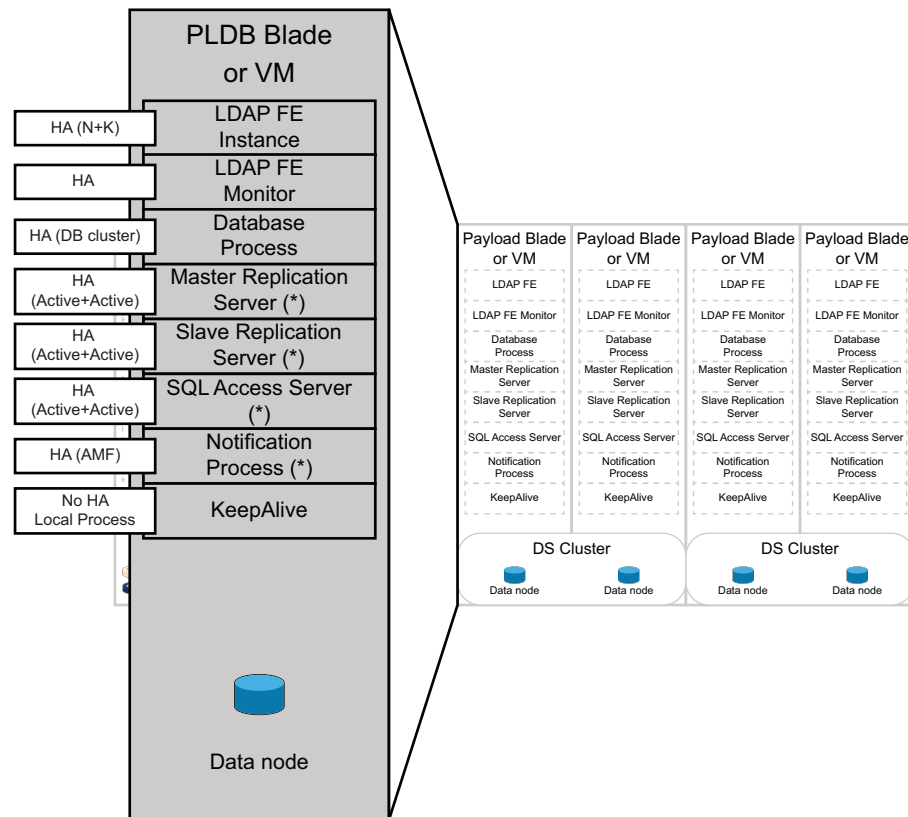 PLDB Blade
or VM
HA (N+K)
LDAP FE
Instance
HA
LDAP FE
Monitor
HA (DB cluster)
Database
Process
HA
(Active+Active)
Master Replication
Server (*)
HA
(Active+Active)
Slave Replication
Server (*)
HA
(Active+Active)
SQL Access Server
(*)
HA (AMF)
Notification
Process (*)
No HA
Local Process
KeepAlive
Data node
Payload Blade
or VM
LDAP FE
LDAP FE Monitor
Database
Process
Master Replication
Server
Slave Replication
Server
SQL Access Server
Notification
Process
KeepAlive
Payload Blade
or VM
LDAP FE
LDAP FE Monitor
Database
Process
Master Replication
Server
Slave Replication
Server
SQL Access Server
Notification
Process
KeepAlive
Payload Blade
or VM
LDAP FE
LDAP FE Monitor
Database
Process
Master Replication
Server
Slave Replication
Server
SQL Access Server
Notification
Process
KeepAlive
Payload Blade
or VM
LDAP FE
LDAP FE Monitor
Database
Process
Master Replication
Server
Slave Replication
Server
SQL Access Server
Notification
Process
KeepAlive
DS Cluster
Data node
Data node
DS Cluster
Data node
Data node